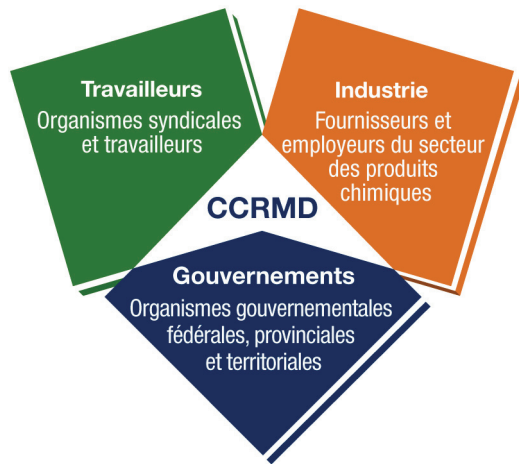 Travailleurs
Organismes syndicales
et travailleurs
Industrie
Fournisseurs et
employeurs du secteur
des produits
chimiques
CCRMD
Gouvernements
Organismes gouvernementales
fédérales, provinciales
et territoriales